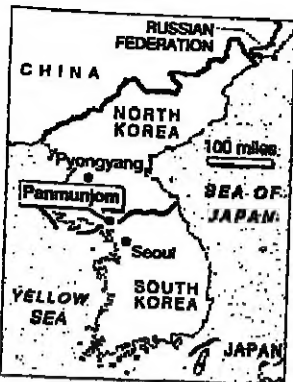 RUSSIAN
FEDERATION
CHINA
NORTH
KOREA
Pyongyang
100 miles
Panmunjom
SEA OF
JAPAN
Seoul
SOUTH
KOREA
YELLOW
SEA
JAPAN